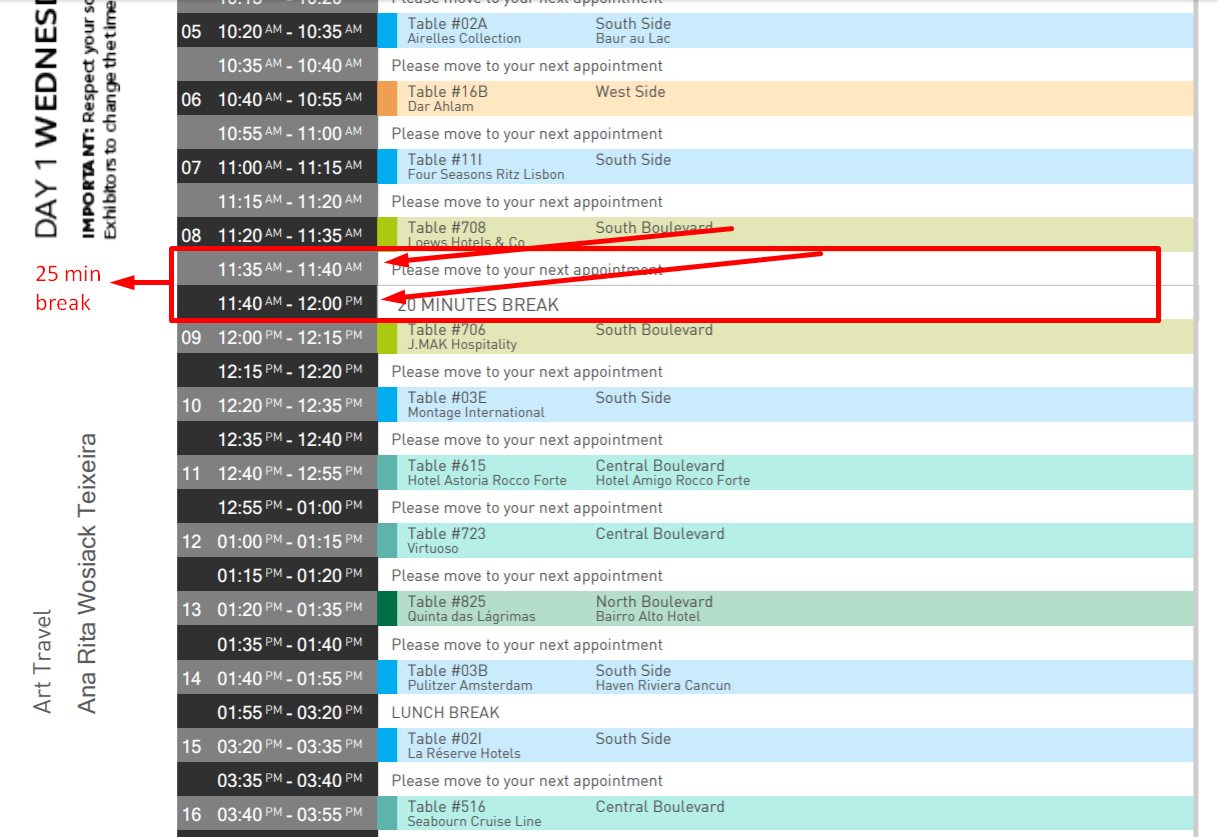 Please move to your next appointment
05 10:20 AM - 10:35 AM Table #02A South Side
Airelles Collection Baur au Lac
10:35 AM - 10:40 AM Please move to your next appointment
06 10:40 AM - 10:55 AM Table #16B West Side
Dar Ahlam
10:55 AM - 11:00 AM Please move to your next appointment
07 11:00 AM - 11:15 AM Table #11I South Side
Four Seasons Ritz Lisbon
11:15 AM - 11:20 AM Please move to your next appointment
08 11:20 AM - 11:35 AM Table #708 South Boulevard
Loews Hotels & Co
11:35 AM - 11:40 AM Please move to your next appointment
11:40 AM - 12:00 PM 20 MINUTES BREAK
09 12:00 PM - 12:15 PM Table #706 South Boulevard
J.MAK Hospitality
12:15 PM - 12:20 PM Please move to your next appointment
10 12:20 PM - 12:35 PM Table #03E South Side
Montage International
12:35 PM - 12:40 PM Please move to your next appointment
11 12:40 PM - 12:55 PM Table #615 Central Boulevard
Hotel Astoria Rocco Forte Hotel Amigo Rocco Forte
12:55 PM - 01:00 PM Please move to your next appointment
12 01:00 PM - 01:15 PM Table #723 Central Boulevard
Virtuoso
01:15 PM - 01:20 PM Please move to your next appointment
13 01:20 PM - 01:35 PM Table #825 North Boulevard
Quinta das Lágrimas Bairro Alto Hotel
01:35 PM - 01:40 PM Please move to your next appointment
14 01:40 PM - 01:55 PM Table #03B South Side
Pulitzer Amsterdam Haven Riviera Cancun
01:55 PM - 03:20 PM LUNCH BREAK
15 03:20 PM - 03:35 PM Table #02I South Side
La Réserve Hotels
03:35 PM - 03:40 PM Please move to your next appointment
16 03:40 PM - 03:55 PM Table #516 Central Boulevard
Seabourn Cruise Line
25 min
break
DAY 1 WEDNESD
IMPORTANT: Respect your
Exhibitors to change the time
Art Travel
Ana Rita Wosiack Teixeira